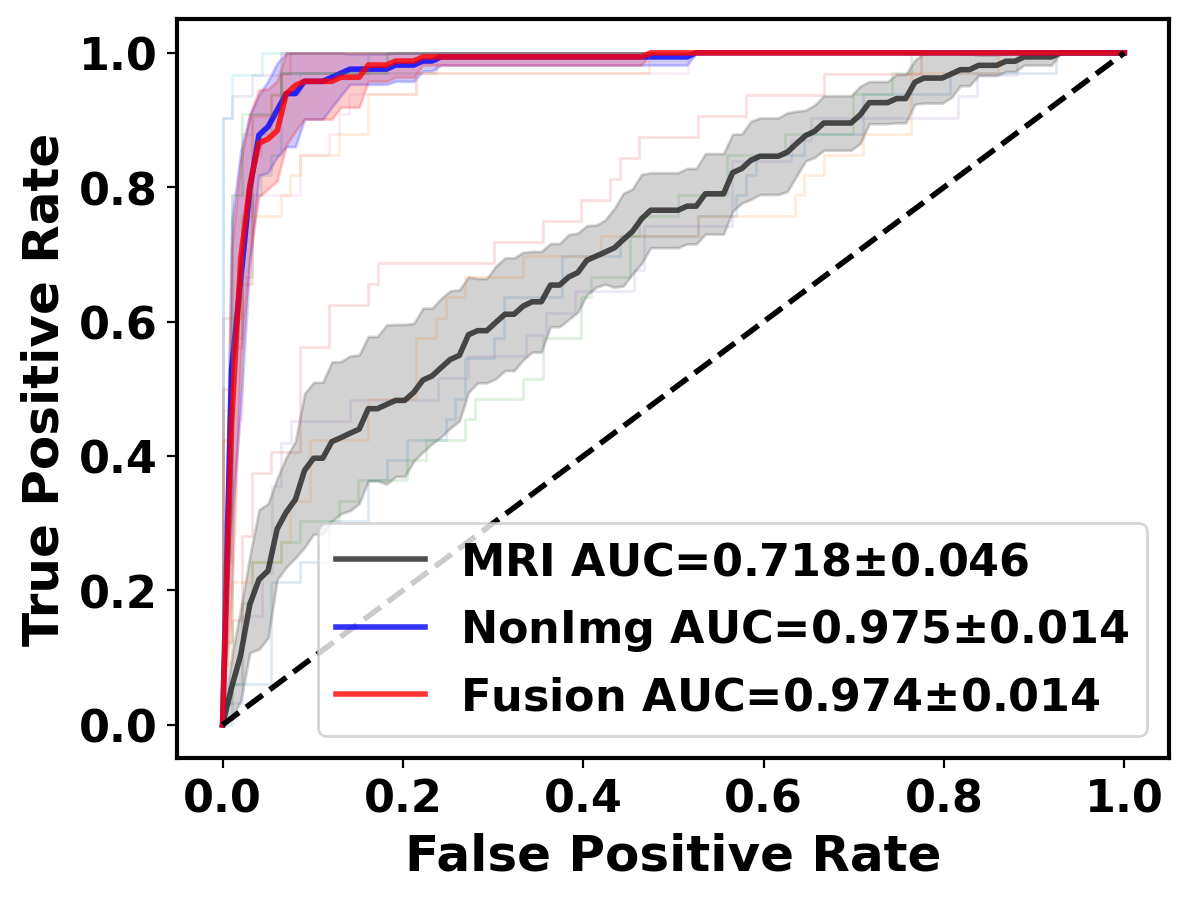 1.0
0.8
0.6
0.4
0.2
0.0
True Positive Rate
MRI AUC=0.718±0.046
NonImg AUC=0.975±0.014
Fusion AUC=0.974±0.014
0.0 0.2 0.4 0.6 0.8 1.0
False Positive Rate